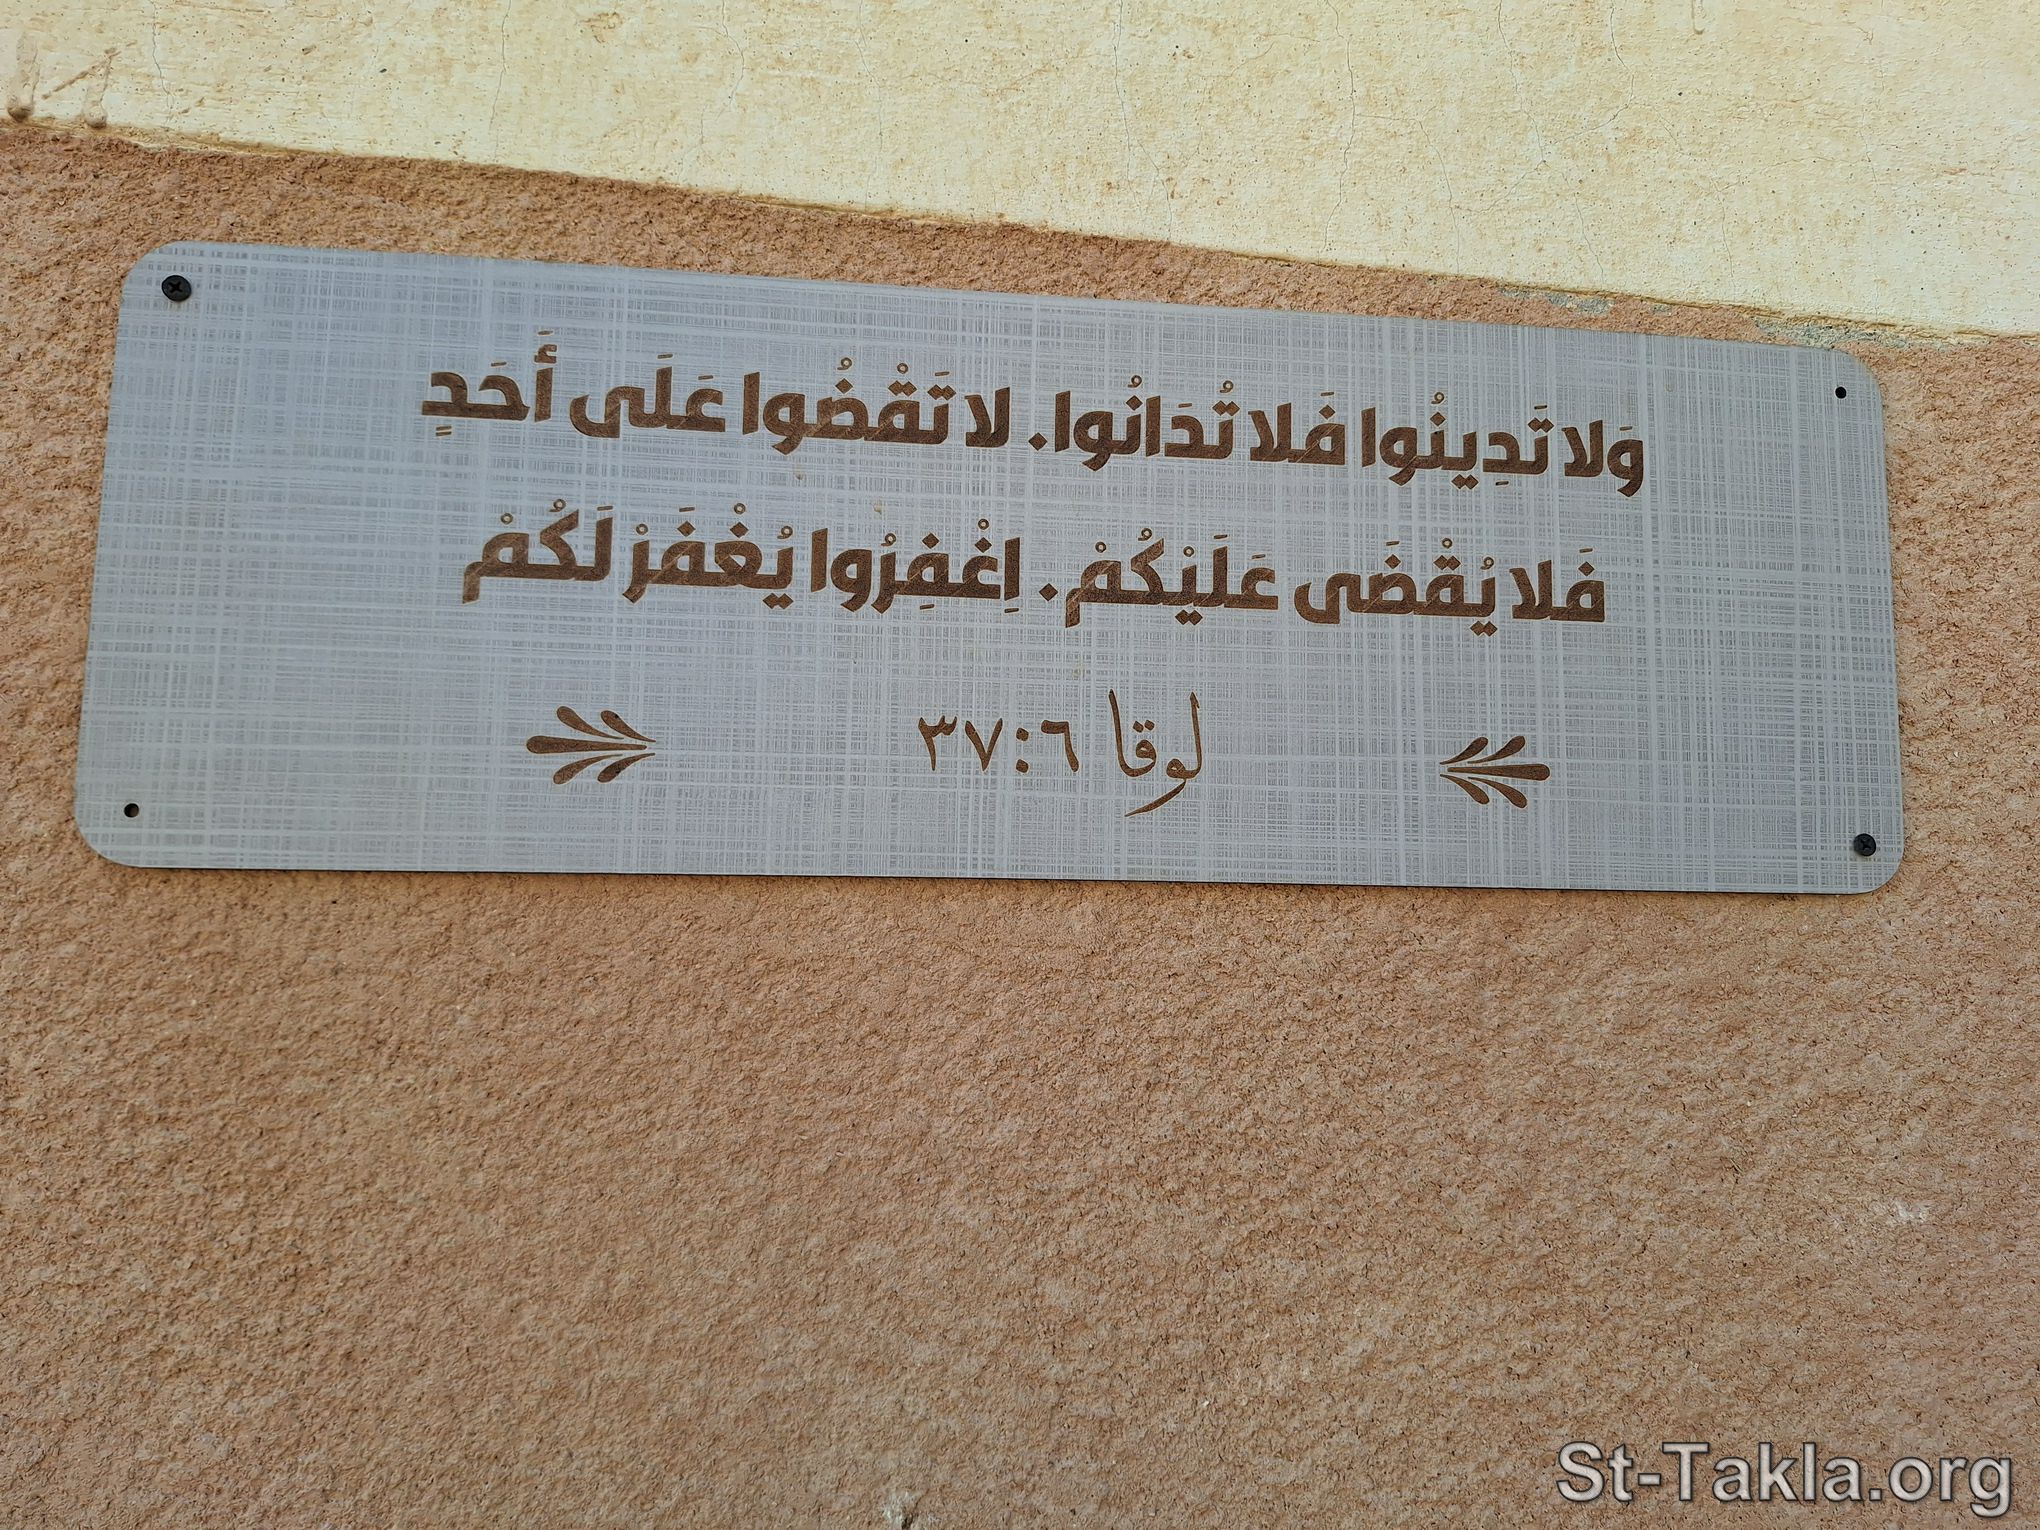 وَلا تَدِينُوا فَلا تُدَانُوا. لا تَقْضُوا عَلَى أَحَدٍ
فَلا يُقْضَى عَلَيْكُمْ. اِغْفِرُوا يُغْفَرْ لَكُمْ
لوقا ٣٧:٦
St-Takla.org